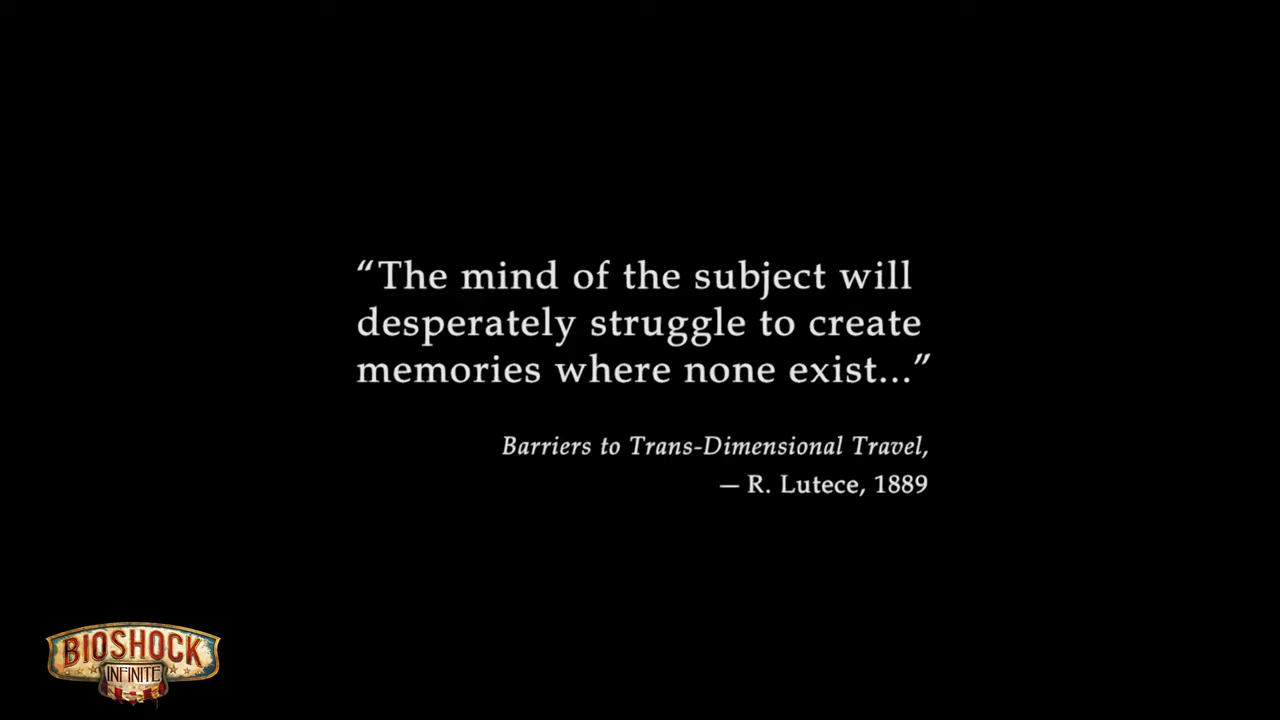 “The mind of the subject will
desperately struggle to create
memories where none exist...”
Barriers to Trans-Dimensional Travel,
— R. Lutece, 1889
BIOSHOCK
INFINITE